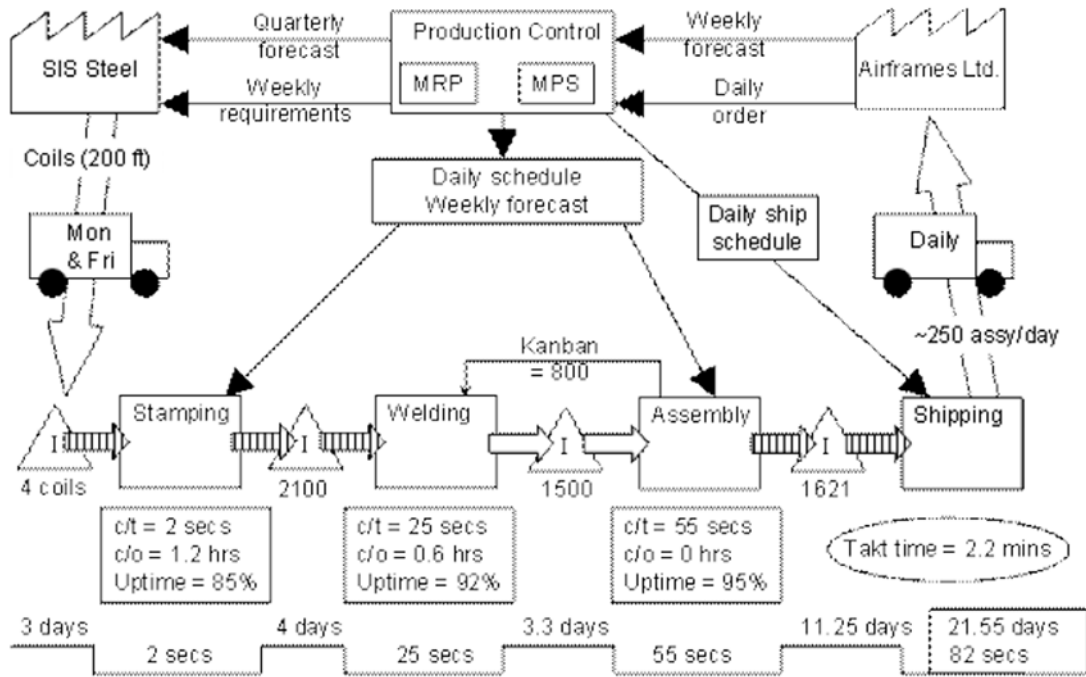 SIS Steel
Quarterly
forecast
Weekly
requirements
Production Control
MRP
MPS
Weekly
forecast
Daily
order
Airframes Ltd.
Coils (200 ft)
Mon
& Fri
Daily schedule
Weekly forecast
Daily ship
schedule
Daily
~250 assy/day
Kanban
= 800
I
Stamping
I
Welding
I
Assembly
I
Shipping
4 coils
2100
1500
1621
c/t = 2 secs
c/o = 1.2 hrs
Uptime = 85%
c/t = 25 secs
c/o = 0.6 hrs
Uptime = 92%
c/t = 55 secs
c/o = 0 hrs
Uptime = 95%
Takt time = 2.2 mins
3 days
2 secs
4 days
25 secs
3.3 days
55 secs
11.25 days
21.55 days
82 secs